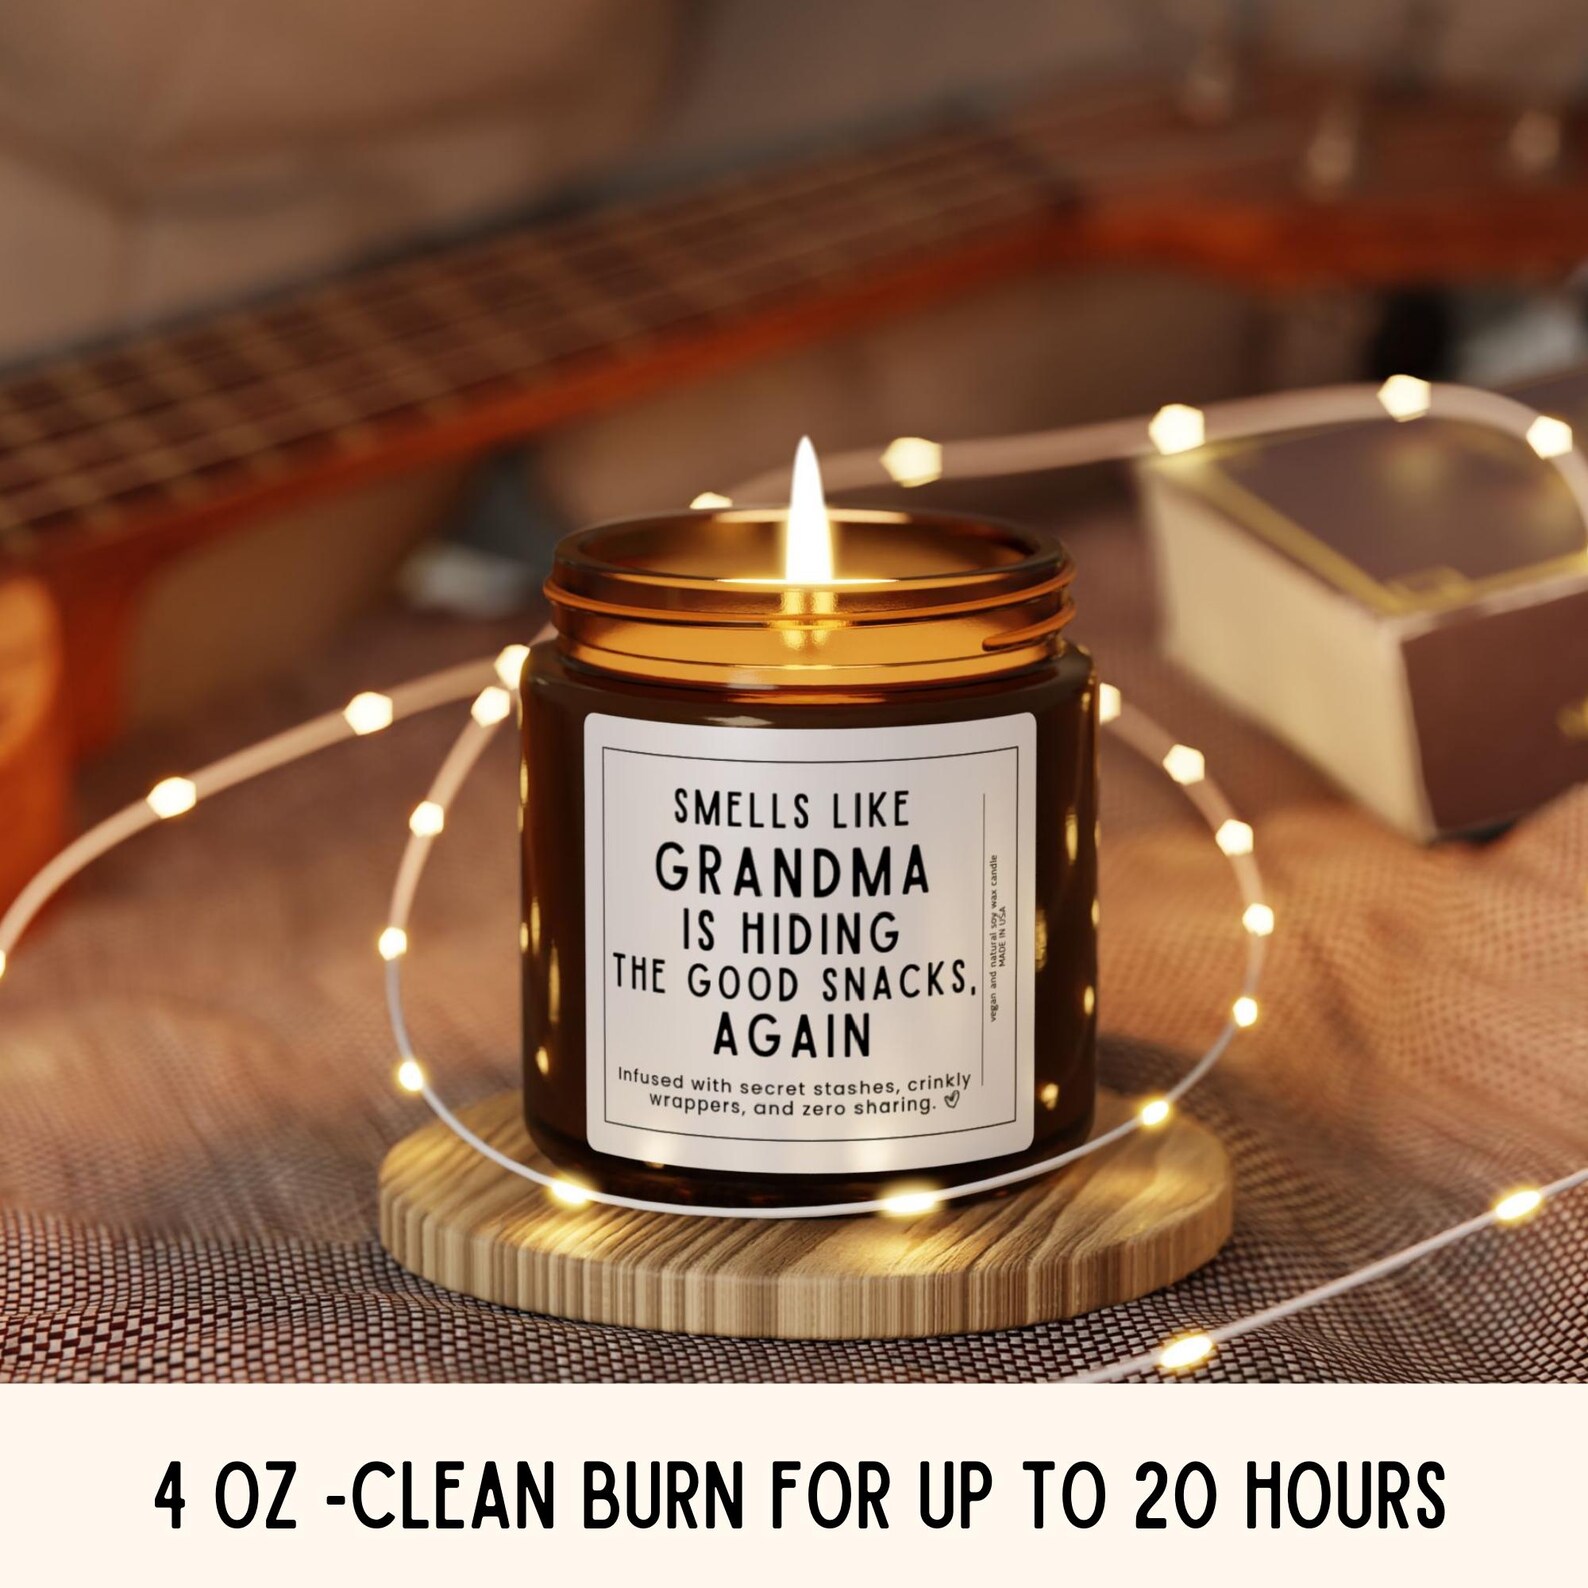 SMELLS LIKE
GRANDMA
IS HIDING
THE GOOD SNACKS,
AGAIN
Infused with secret stashes, crinkly
wrappers, and zero sharing.
vegan and natural soy wax candle
MADE IN USA
4 OZ -CLEAN BURN FOR UP TO 20 HOURS